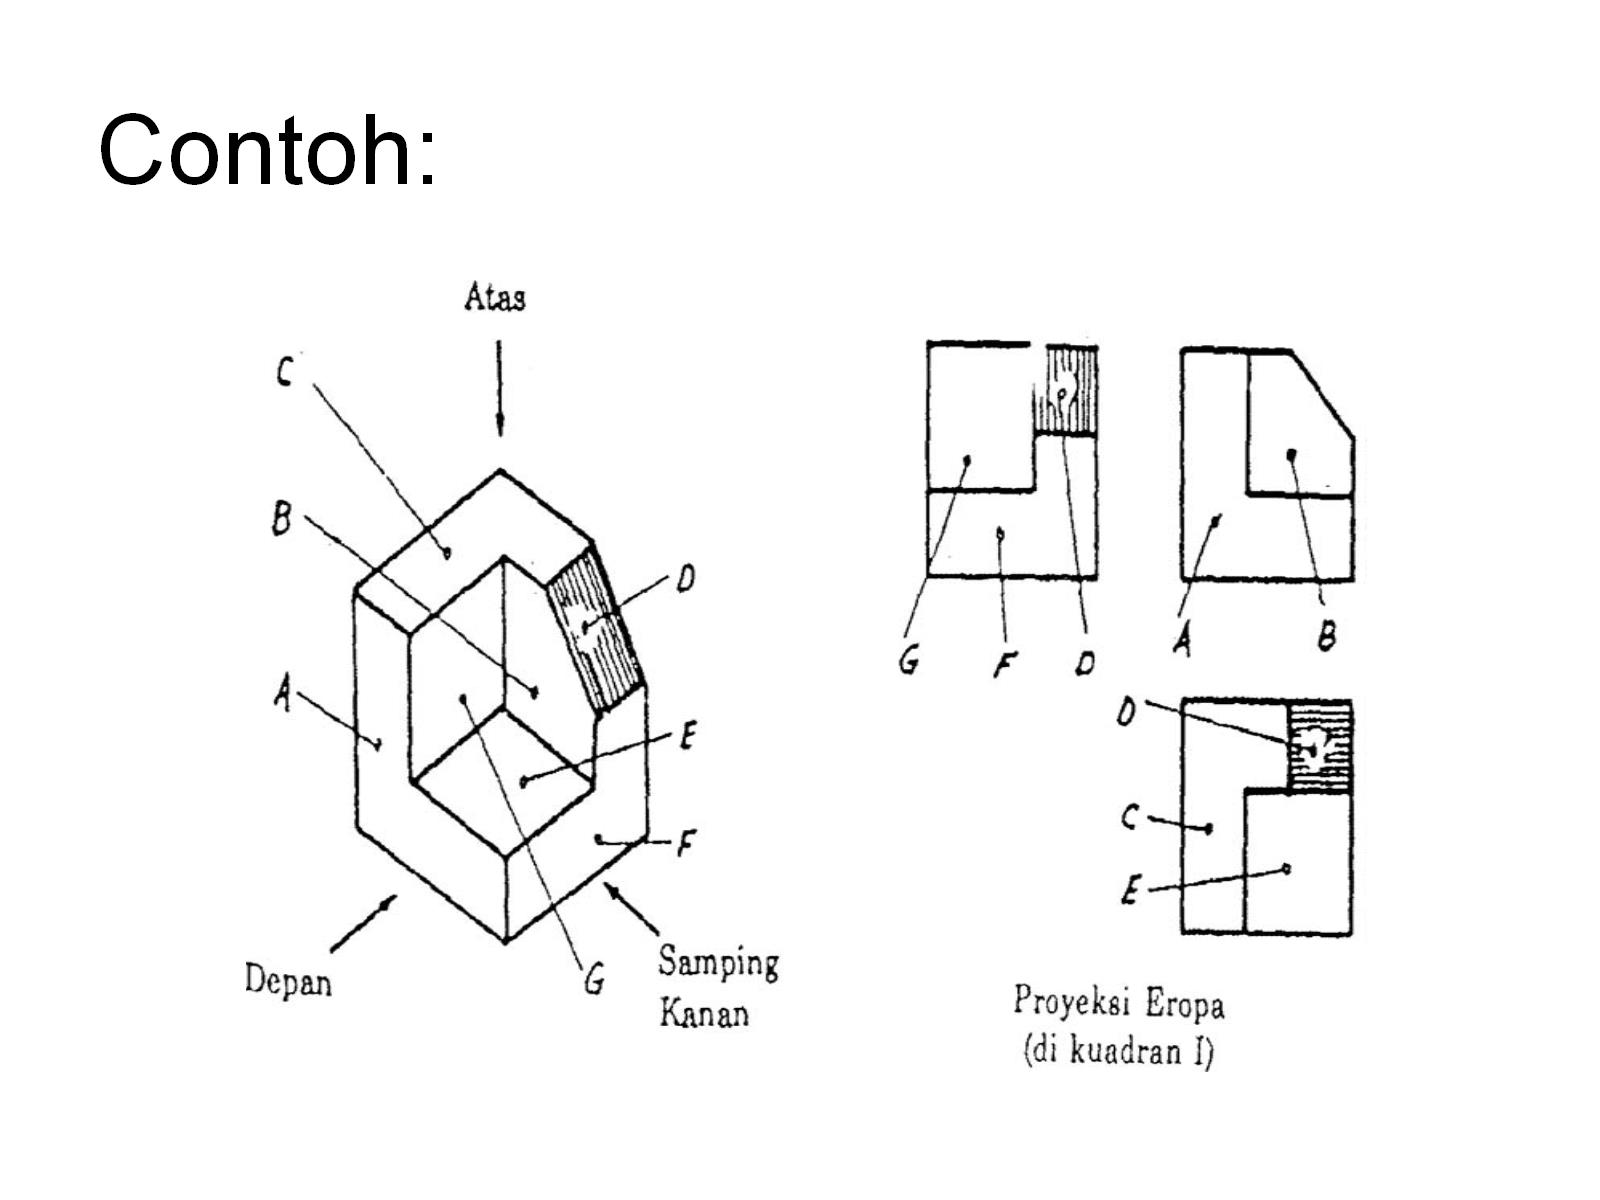 Contoh:
Atas
C
B
D
A
E
F
G
Depan
Samping
Kanan
G
F
D
A
B
D
C
E
Proyeksi Eropa
(di kuadran I)